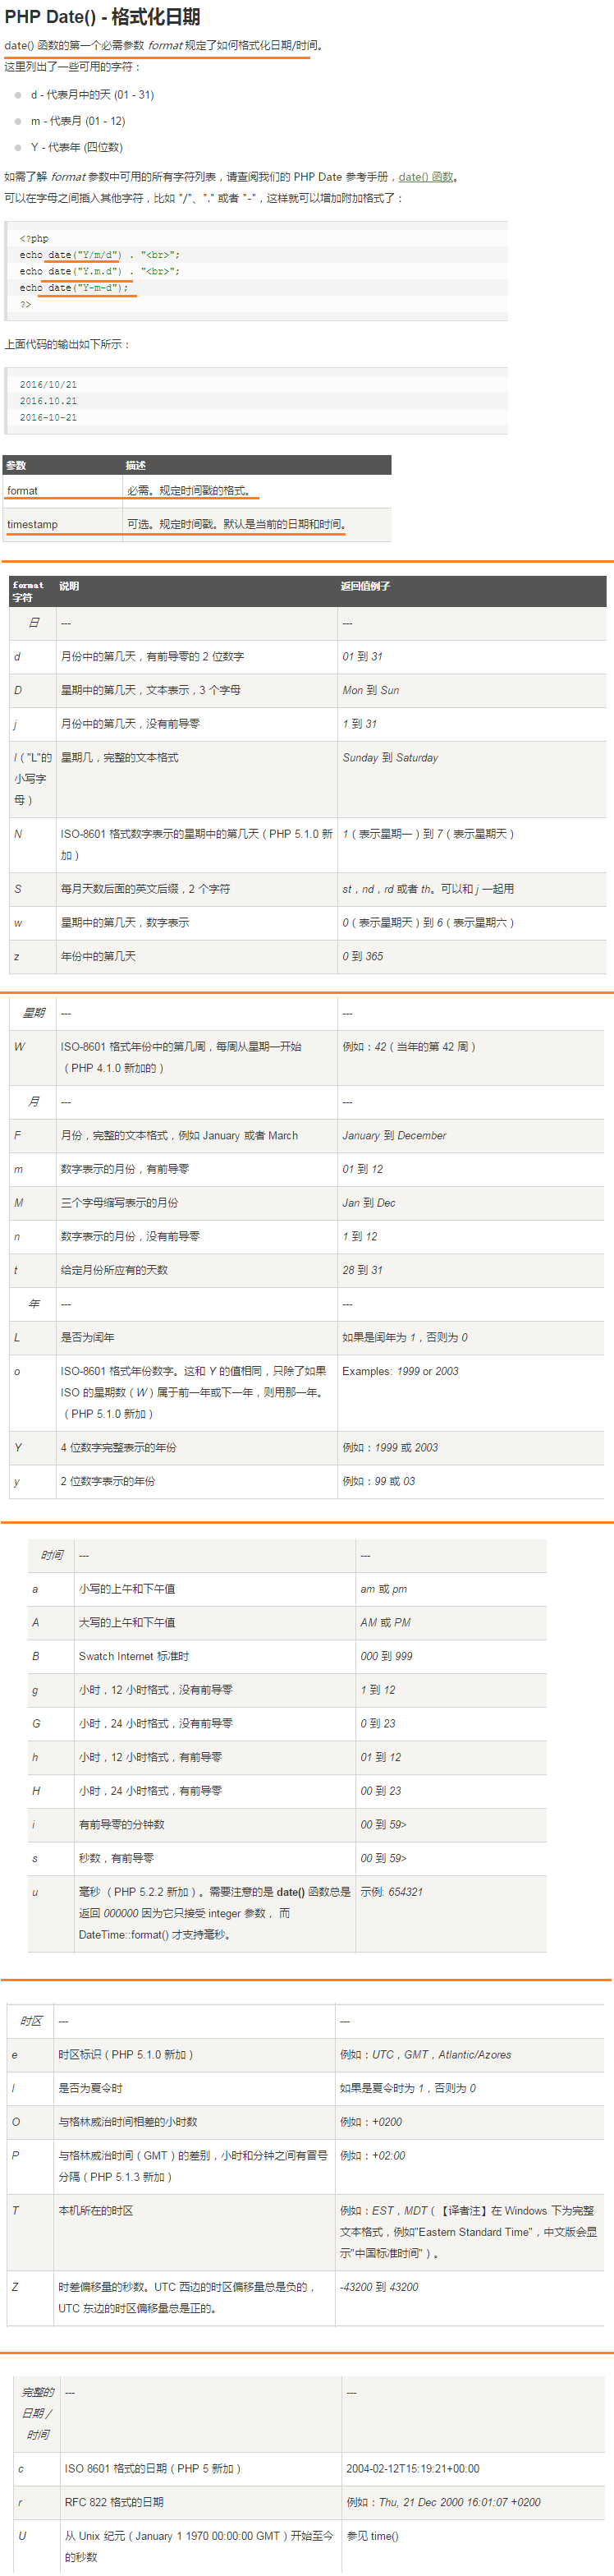 PHP Date() - 格式化日期
date() 函数的第一个必需参数 format 规定了如何格式化日期/时间。
这里列出了一些可用的字符：
d - 代表月中的天 (01 - 31)
m - 代表月 (01 - 12)
Y - 代表年 (四位数)
如需了解 format 参数中可用的所有字符列表，请查阅我们的 PHP Date 参考手册，date() 函数。
可以在字母之间插入其他字符，比如 "/"、"." 或者 "-"，这样就可以增加附加格式了：
<?php
echo date("Y/m/d") . "<br>";
echo date("Y.m.d") . "<br>";
echo date("Y-m-d");
?>
上面代码的输出如下所示：
2016/10/21
2016.10.21
2016-10-21
参数 描述
format 必需。规定时间戳的格式。
timestamp 可选。规定时间戳。默认是当前的日期和时间。
format 说明 返回值例子
字符
日 --- ---
d 月份中的第几天，有前导零的 2 位数字 01 到 31
D 星期中的第几天，文本表示，3 个字母 Mon 到 Sun
j 月份中的第几天，没有前导零 1 到 31
l（"L"的 星期几，完整的文本格式 Sunday 到 Saturday
小写字
母）
N ISO-8601 格式数字表示的星期中的第几天（PHP 5.1.0 新 1（表示星期一）到 7（表示星期天）
加）
S 每月天数后面的英文后缀，2 个字符 st，nd，rd 或者 th。可以和 j 一起用
w 星期中的第几天，数字表示 0（表示星期天）到 6（表示星期六）
z 年份中的第几天 0 到 365
星期 --- ---
W ISO-8601 格式年份中的第几周，每周从星期一开始 例如：42（当年的第 42 周）
（PHP 4.1.0 新加的）
月 --- ---
F 月份，完整的文本格式，例如 January 或者 March January 到 December
m 数字表示的月份，有前导零 01 到 12
M 三个字母缩写表示的月份 Jan 到 Dec
n 数字表示的月份，没有前导零 1 到 12
t 给定月份所应有的天数 28 到 31
年 --- ---
L 是否为闰年 如果是闰年为 1，否则为 0
o ISO-8601 格式年份数字。这和 Y 的值相同，只除了如果 Examples: 1999 or 2003
ISO 的星期数（W）属于前一年或下一年，则用那一年。
（PHP 5.1.0 新加）
Y 4 位数字完整表示的年份 例如：1999 或 2003
y 2 位数字表示的年份 例如：99 或 03
时间 --- ---
a 小写的上午和下午值 am 或 pm
A 大写的上午和下午值 AM 或 PM
B Swatch Internet 标准时 000 到 999
g 小时，12 小时格式，没有前导零 1 到 12
G 小时，24 小时格式，没有前导零 0 到 23
h 小时，12 小时格式，有前导零 01 到 12
H 小时，24 小时格式，有前导零 00 到 23
i 有前导零的分钟数 00 到 59>
s 秒数，有前导零 00 到 59>
u 毫秒 （PHP 5.2.2 新加）。需要注意的是 date() 函数总是 示例: 654321
返回 000000 因为它只接受 integer 参数， 而
DateTime::format() 才支持毫秒。
时区 --- ---
e 时区标识（PHP 5.1.0 新加） 例如：UTC，GMT，Atlantic/Azores
I 是否为夏令时 如果是夏令时为 1，否则为 0
O 与格林威治时间相差的小时数 例如：+0200
P 与格林威治时间（GMT）的差别，小时和分钟之间有冒号 例如：+02:00
分隔（PHP 5.1.3 新加）
T 本机所在的时区 例如：EST，MDT（【译者注】在 Windows 下为完整
文本格式，例如"Eastern Standard Time"，中文版会显
示"中国标准时间"）。
Z 时差偏移量的秒数。UTC 西边的时区偏移量总是负的， -43200 到 43200
UTC 东边的时区偏移量总是正的。
完整的 --- ---
日期／
时间
c ISO 8601 格式的日期（PHP 5 新加） 2004-02-12T15:19:21+00:00
r RFC 822 格式的日期 例如：Thu, 21 Dec 2000 16:01:07 +0200
U 从 Unix 纪元（January 1 1970 00:00:00 GMT）开始至今 参见 time()
的秒数